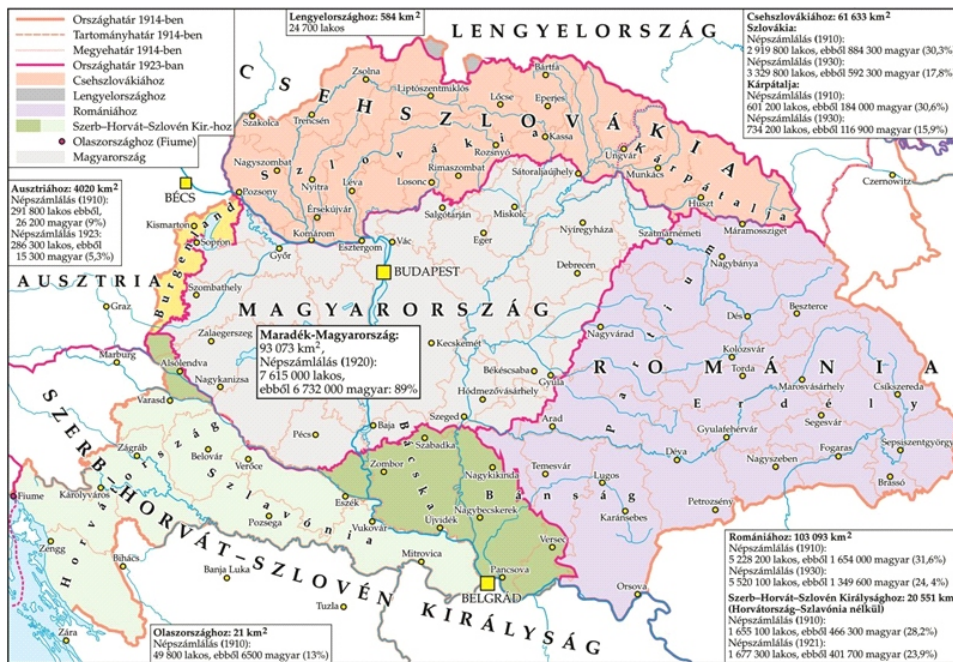 Országhatár 1914-ben
Tartományhatár 1914-ben
Megyehatár 1914-ben
Országhatár 1923-ban
Csehszlovákiához
Lengyelországhoz
Romániához
Szerb–Horvát–Szlovén Kir.-hoz
Olaszországhoz (Fiume)
Magyarország
Lengyelországhoz: 584 km²
24 700 lakos
LENGYELORSZÁG
Csehszlovákiához: 61 633 km²
Szlovákia:
Népszámlálás (1910):
2 919 800 lakos, ebből 884 300 magyar (30,3%)
Népszámlálás (1930):
3 329 800 lakos, ebből 592 300 magyar (17,8%)
Kárpátalja:
Népszámlálás (1910):
601 200 lakos, ebből 184 000 magyar (30,6%)
Népszámlálás (1930):
734 200 lakos, ebből 116 900 magyar (15,9%)
CSEHSZLOVÁKIA
Szlovákia
Kárpátalja
Zsolna
Liptószentmiklós
Bártfa
Lőcse
Eperjes
Szakolca
Trencsén
Kassa
Rozsnyó
Ungvár
Nagyszombat
Rimaszombat
Munkács
Nyitra
Léva
Losonc
Sátoraljaújhely
Huszt
Czernowitz
Pozsony
Érsekújvár
Salgótarján
Miskolc
Máramossziget
Komárom
Esztergom
Vác
Eger
Nyíregyháza
Szatmárnémeti
Ausztriához: 4020 km²
Népszámlálás (1910):
291 800 lakos ebből,
26 200 magyar (9%)
Népszámlálás 1923:
286 300 lakos, ebből
15 300 magyar (5,3%)
BÉCS
Kismarton
Sopron
Burgenland
Győr
BUDAPEST
Debrecen
Nagybánya
AUSZTRIA
Graz
Szombathely
MAGYARORSZÁG
Dés
Beszterce
Maradék-Magyarország:
93 073 km²,
Népszámlálás (1920):
7 615 000 lakos,
ebből 6 732 000 magyar: 89%
Zalaegerszeg
Kecskemét
Nagyvárad
Kolozsvár
Marburg
Alsólendva
Nagykanizsa
Békéscsaba
Gyula
Hódmezővásárhely
Partium
ROMÁNIA
Torda
Marosvásárhely
Csíkszereda
Erdély
Varasd
Szeged
Arad
Segesvár
Gyulafehérvár
Pécs
Baja
Szabadka
Bácska
Zágráb
Belovár
Verőce
Zombor
Nagykikinda
Temesvár
Lugos
Déva
Nagyszeben
Fogaras
Sepsiszentgyörgy
Brassó
Bánság
Fiume
Károlyváros
Horvátország
Szlavónia
Pozsega
Eszék
Vukovár
Újvidék
Nagybecskerek
Karánsebes
Petrozsény
Versec
Zengg
Bihács
Banja Luka
Mitrovica
Pancsova
BELGRÁD
Orsova
Tuzla
Zára
SZERB–HORVÁT–SZLOVÉN KIRÁLYSÁG
Olaszországhoz: 21 km²
Népszámlálás (1910):
49 800 lakos, ebből 6500 magyar (13%)
Romániához: 103 093 km²
Népszámlálás (1910):
5 228 200 lakos, ebből 1 654 000 magyar (31,6%)
Népszámlálás (1930):
5 520 100 lakos, ebből 1 349 600 magyar (24, 4%)
Szerb–Horvát–Szlovén Királysághoz: 20 551 km
(Horvátország–Szlavónia nélkül)
Népszámlálás (1910):
1 655 100 lakos, ebből 466 300 magyar (28,2%)
Népszámlálás (1921):
1 677 300 lakos, ebből 401 700 magyar (23,9%)